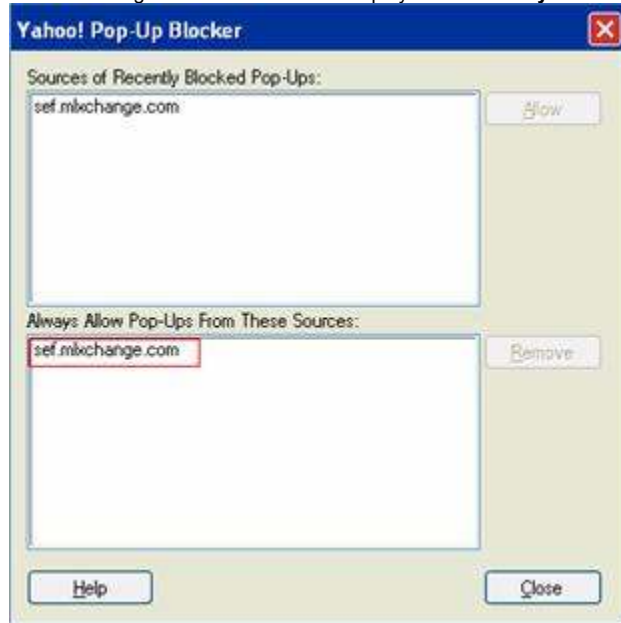 Yahoo! Pop-Up Blocker
Sources of Recently Blocked Pop-Ups:
sef.mlxchange.com
Allow
Always Allow Pop-Ups From These Sources:
sef.mlxchange.com
Remove
Help
Close